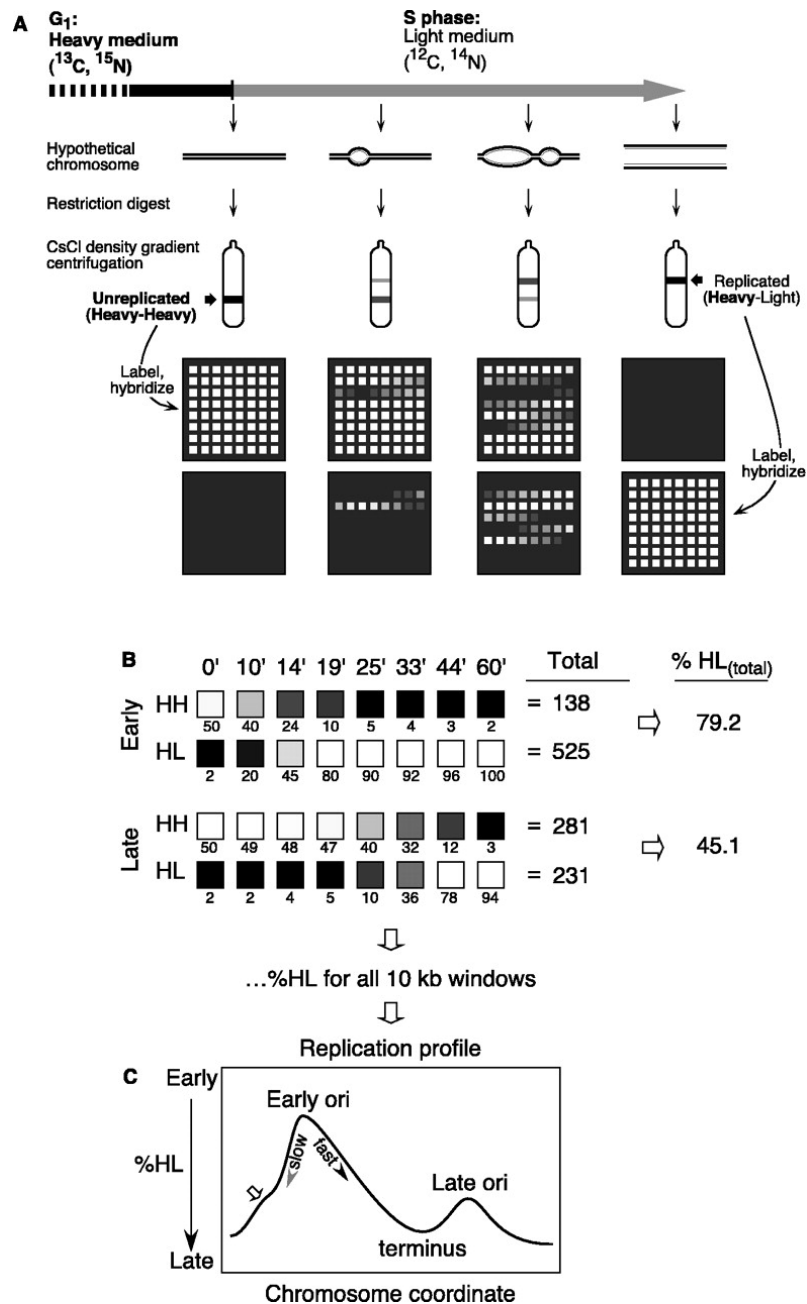 A
G1:
Heavy medium
(13C, 15N)
S phase:
Light medium
(12C, 14N)
Hypothetical
chromosome
Restriction digest
CsCl density gradient
centrifugation
Unreplicated
(Heavy-Heavy)
Replicated
(Heavy-Light)
Label,
hybridize
Label,
hybridize
B
0' 10' 14' 19' 25' 33' 44' 60' Total % HL(total)
Early
HH = 138
50 40 24 10 5 4 3 2
79.2
HL = 525
2 20 45 80 90 92 96 100
Late
HH = 281
50 49 48 47 40 32 12 3
45.1
HL = 231
2 2 4 5 10 36 78 94
...%HL for all 10 kb windows
Replication profile
C
Early
%HL
Late
Early ori
slow
fast
Late ori
terminus
Chromosome coordinate